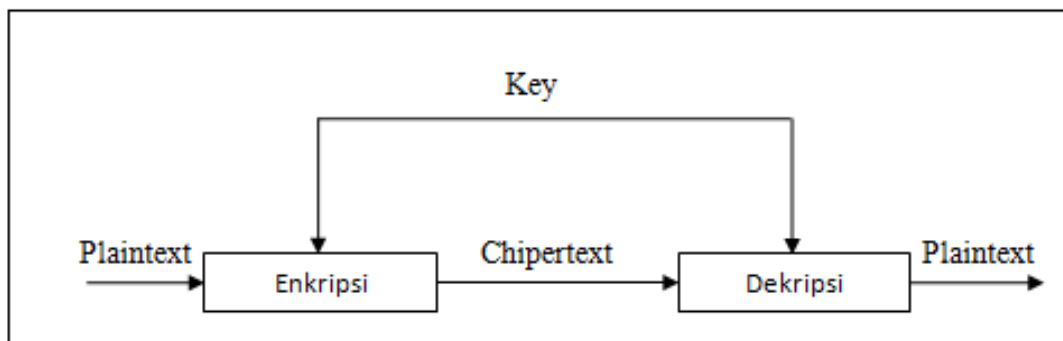 Key
Plaintext
Chipertext
Plaintext
Enkripsi
Dekripsi